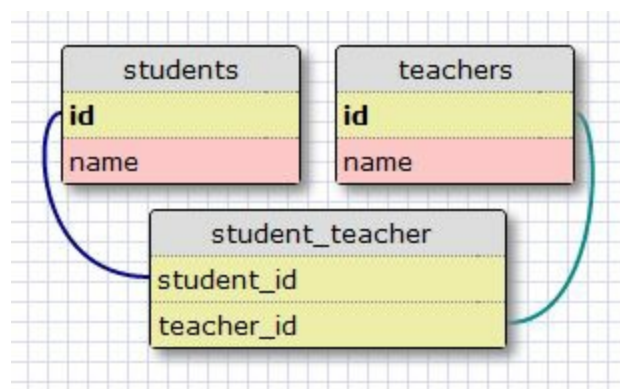 students
id
name
teachers
id
name
student_teacher
student_id
teacher_id